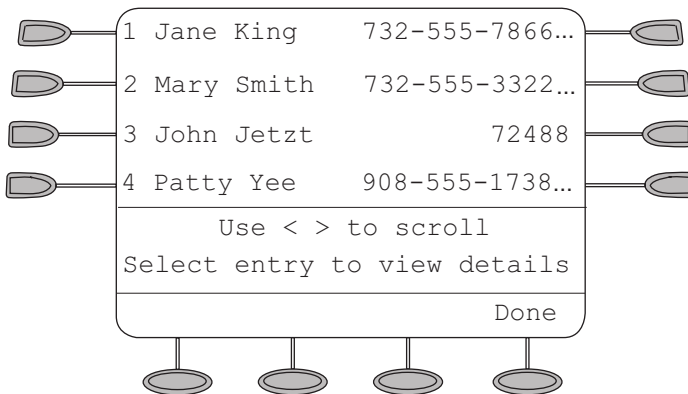 1 Jane King 732-555-7866...
2 Mary Smith 732-555-3322...
3 John Jetzt 72488
4 Patty Yee 908-555-1738...
Use < > to scroll
Select entry to view details
Done